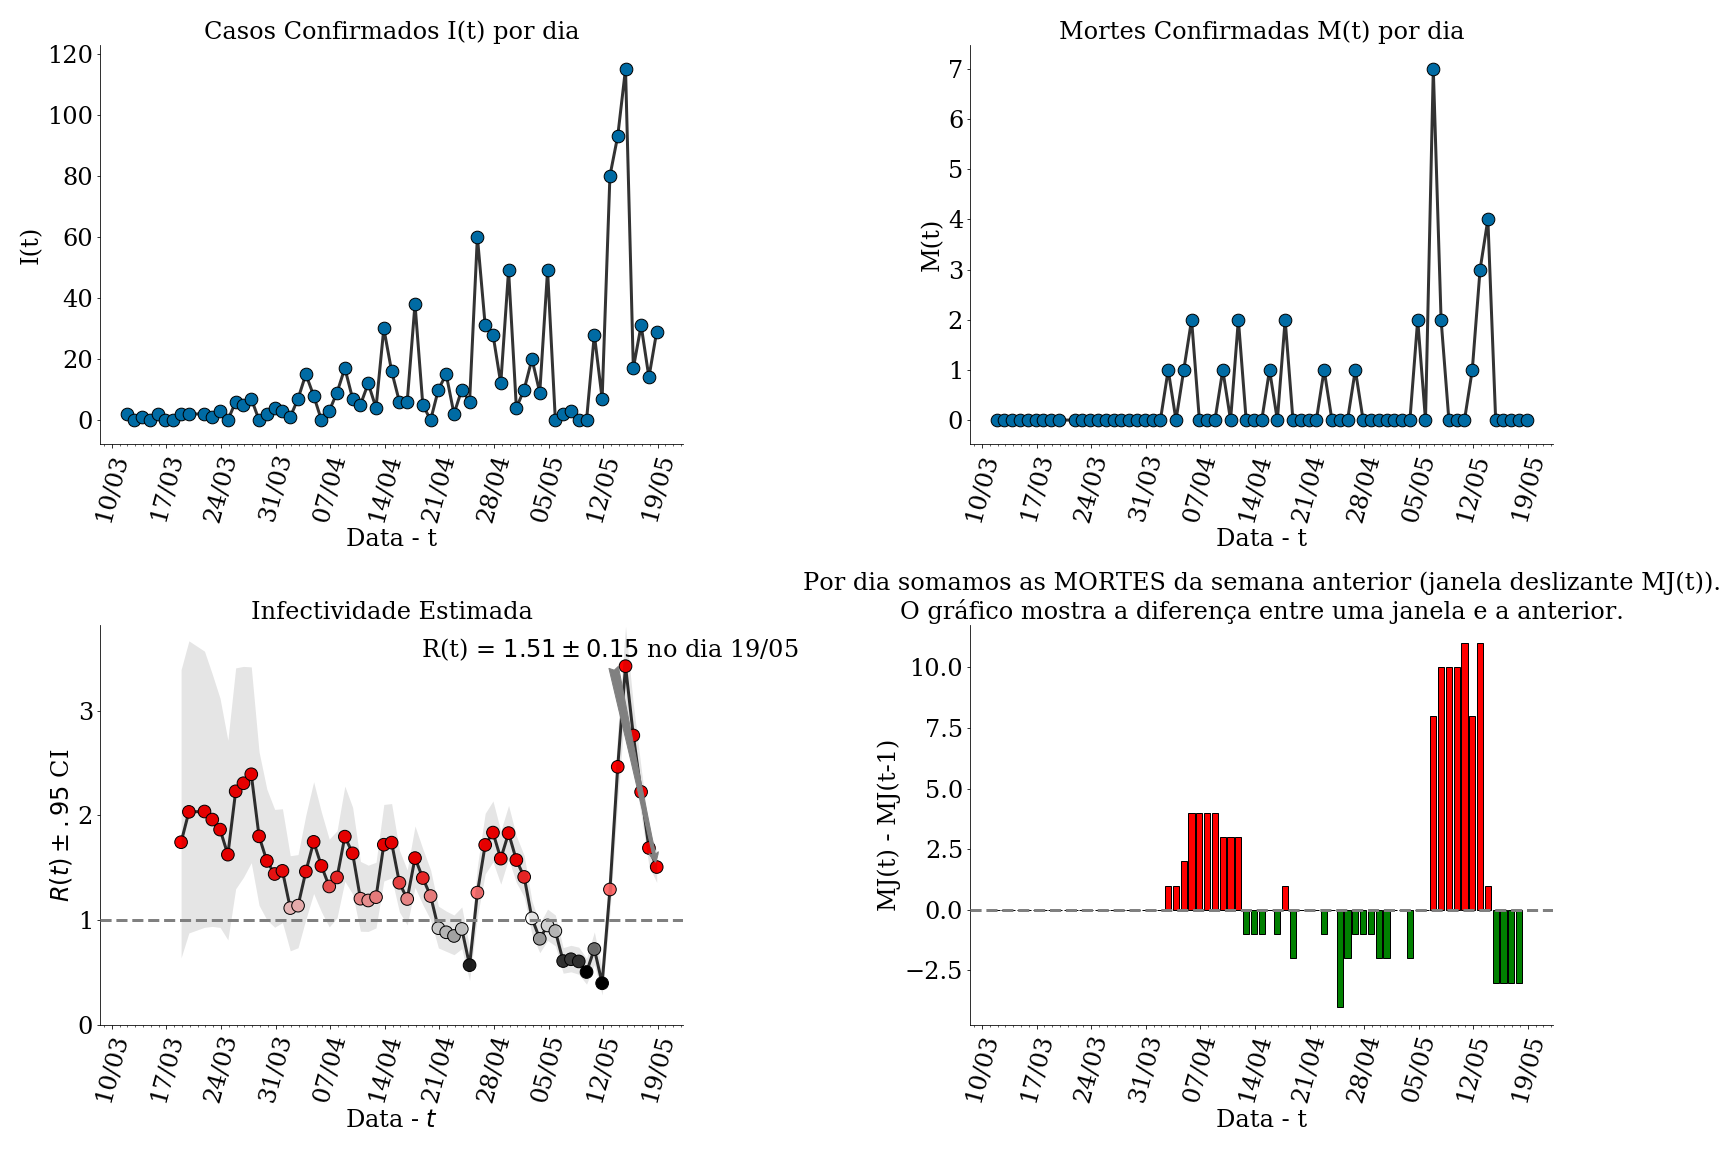 Casos Confirmados I(t) por dia
120
100
80
60
40
20
0
I(t)
10/03 17/03 24/03 31/03 07/04 14/04 21/04 28/04 05/05 12/05 19/05
Data - t
Mortes Confirmadas M(t) por dia
7
6
5
4
3
2
1
0
M(t)
10/03 17/03 24/03 31/03 07/04 14/04 21/04 28/04 05/05 12/05 19/05
Data - t
Infectividade Estimada
R(t) = 1.51 ± 0.15 no dia 19/05
3
2
1
0
R(t) ± .95 CI
10/03 17/03 24/03 31/03 07/04 14/04 21/04 28/04 05/05 12/05 19/05
Data - t
Por dia somamos as MORTES da semana anterior (janela deslizante MJ(t)).
O gráfico mostra a diferença entre uma janela e a anterior.
10.0
7.5
5.0
2.5
0.0
−2.5
MJ(t) - MJ(t-1)
10/03 17/03 24/03 31/03 07/04 14/04 21/04 28/04 05/05 12/05 19/05
Data - t